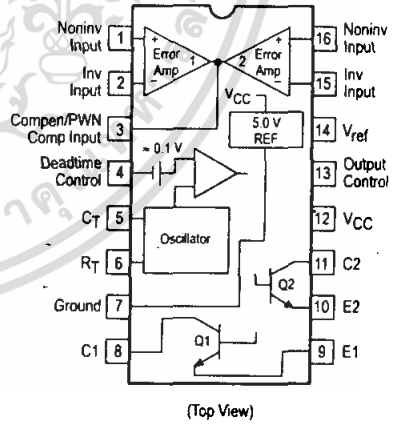 Noninv
Input
1
Inv
Input
2
Compen/PWN
Comp Input
3
Deadtime
Control
4
CT
5
RT
6
Ground
7
C1
8
+
Error
Amp
1
–
+
2
Error
Amp
–
VCC
5.0 V
REF
≈ 0.1 V
Oscillator
Q1
Q2
16
Noninv
Input
15
Inv
Input
14
Vref
13
Output
Control
12
VCC
11
C2
10
E2
9
E1
(Top View)